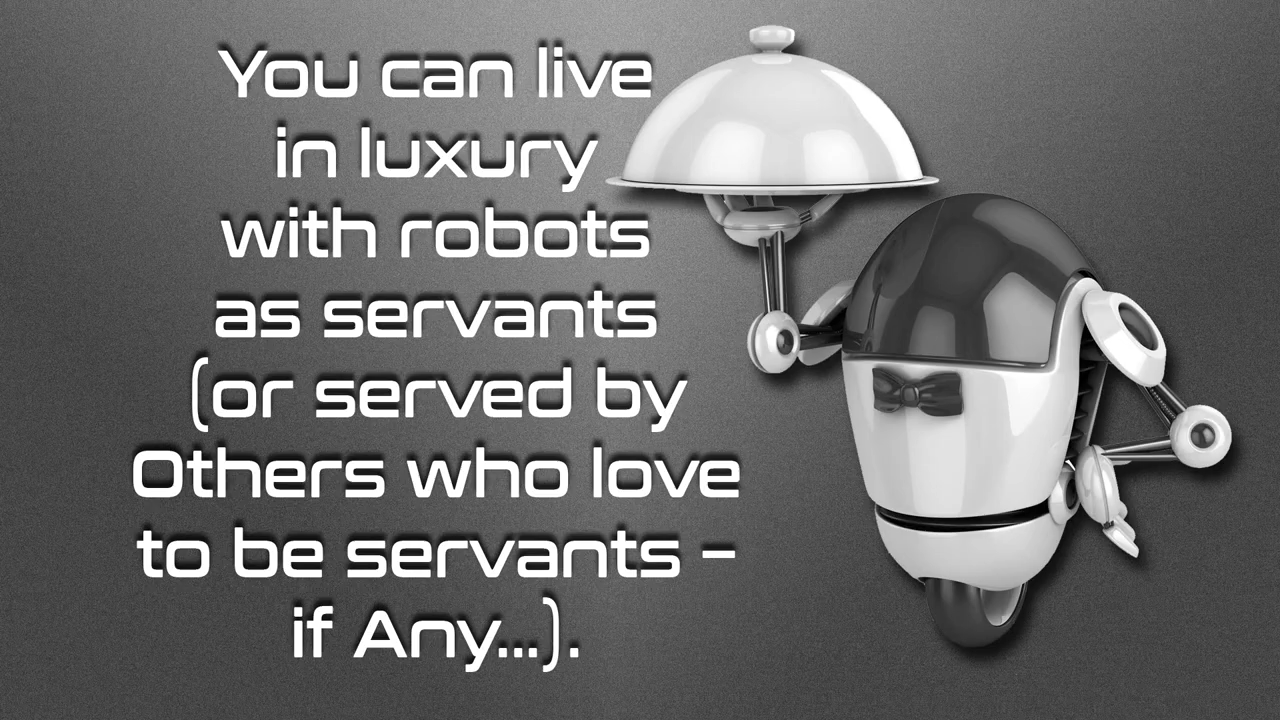 You can live
in luxury
with robots
as servants
(or served by
Others who love
to be servants -
if Any...).